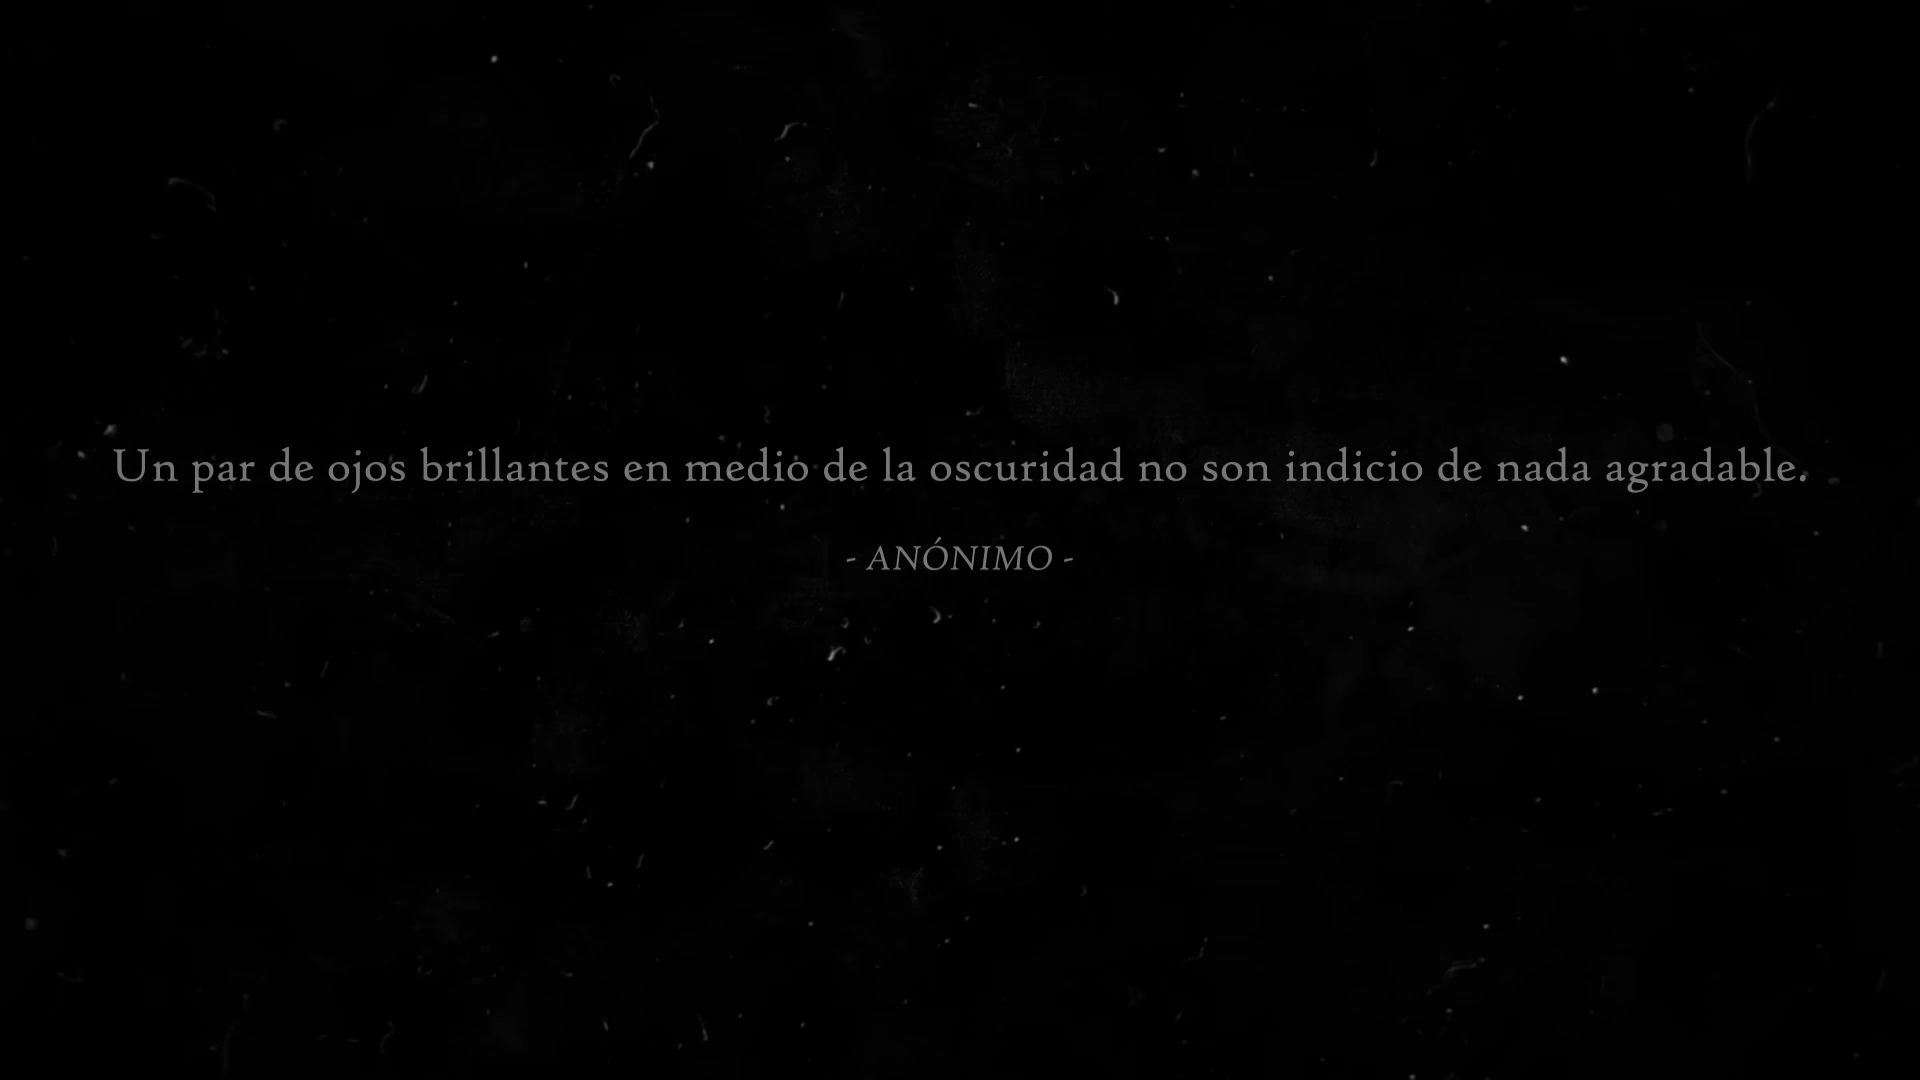 Un par de ojos brillantes en medio de la oscuridad no son indicio de nada agradable.
- ANÓNIMO -